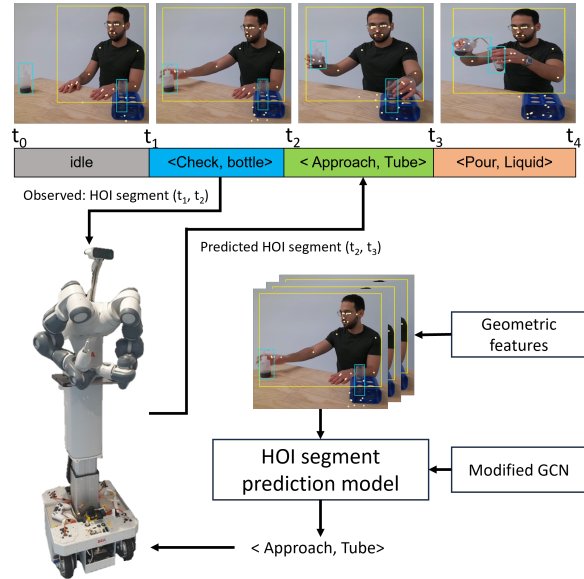 t0 t1 t2 t3 t4
idle <Check, bottle> < Approach, Tube> <Pour, Liquid>
Observed: HOI segment (t1, t2)
Predicted HOI segment (t2, t3)
Geometric
features
HOI segment
prediction model
Modified GCN
< Approach, Tube>